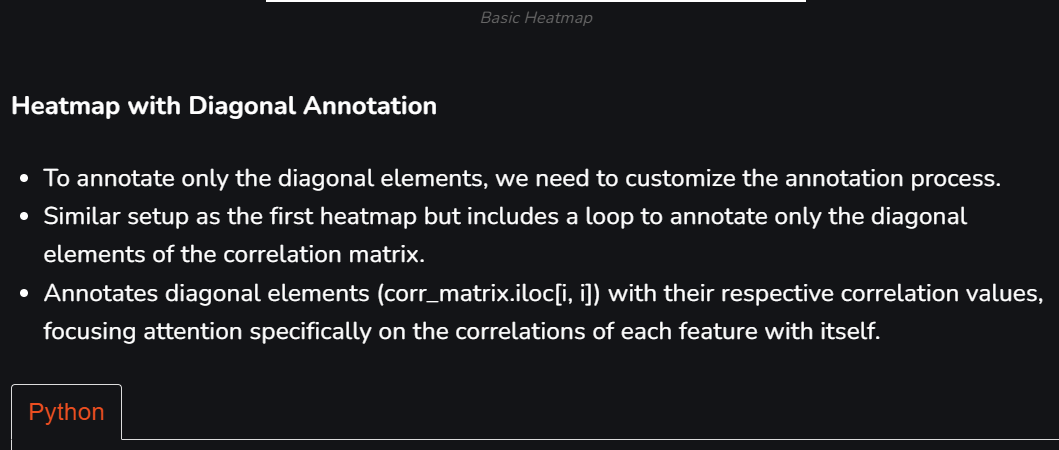 Basic Heatmap
Heatmap with Diagonal Annotation
• To annotate only the diagonal elements, we need to customize the annotation process.
• Similar setup as the first heatmap but includes a loop to annotate only the diagonal
elements of the correlation matrix.
• Annotates diagonal elements (corr_matrix.iloc[i, i]) with their respective correlation values,
focusing attention specifically on the correlations of each feature with itself.
Python